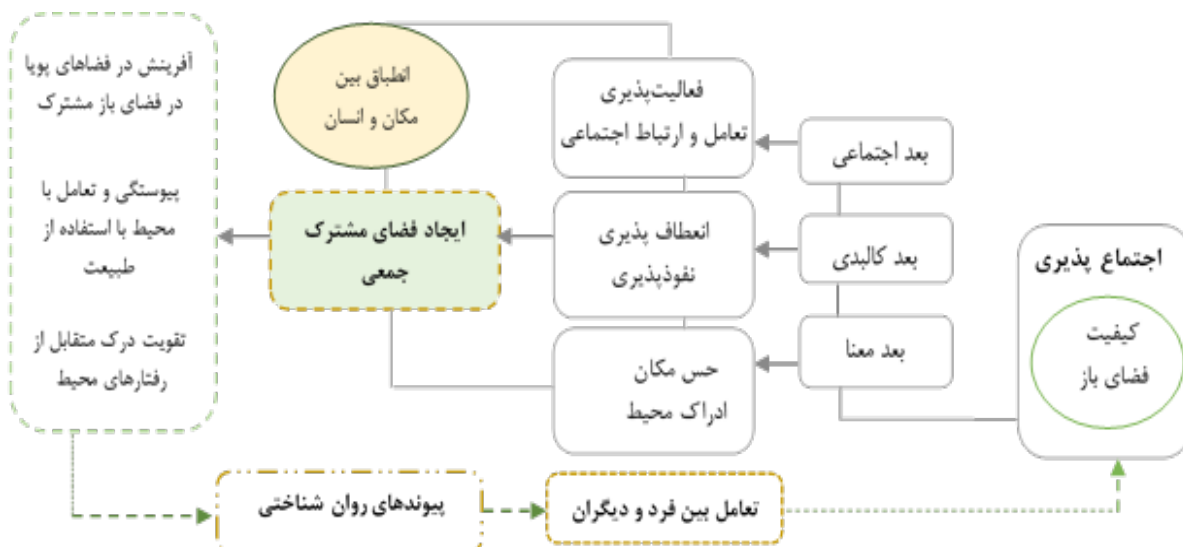 اجتماع پذیری
کیفیت
فضای باز
بعد اجتماعی
بعد کالبدی
بعد معنا
فعالیت‌پذیری
تعامل و ارتباط اجتماعی
انعطاف پذیری
نفوذپذیری
حس مکان
ادراک محیط
انطباق بین
مکان و انسان
ایجاد فضای مشترک
جمعی
آفرینش در فضاهای پویا
در فضای باز مشترک
پیوستگی و تعامل با
محیط با استفاده از
طبیعت
تقویت درک متقابل از
رفتارهای محیط
پیوندهای روان شناختی
تعامل بین فرد و دیگران